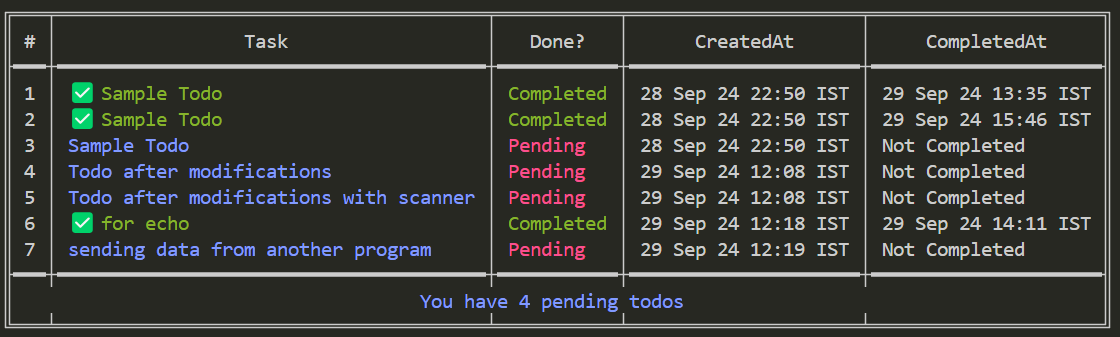 # Task Done? CreatedAt CompletedAt
1 ✅ Sample Todo Completed 28 Sep 24 22:50 IST 29 Sep 24 13:35 IST
2 ✅ Sample Todo Completed 28 Sep 24 22:50 IST 29 Sep 24 15:46 IST
3 Sample Todo Pending 28 Sep 24 22:50 IST Not Completed
4 Todo after modifications Pending 29 Sep 24 12:08 IST Not Completed
5 Todo after modifications with scanner Pending 29 Sep 24 12:08 IST Not Completed
6 ✅ for echo Completed 29 Sep 24 12:18 IST 29 Sep 24 14:11 IST
7 sending data from another program Pending 29 Sep 24 12:19 IST Not Completed
You have 4 pending todos